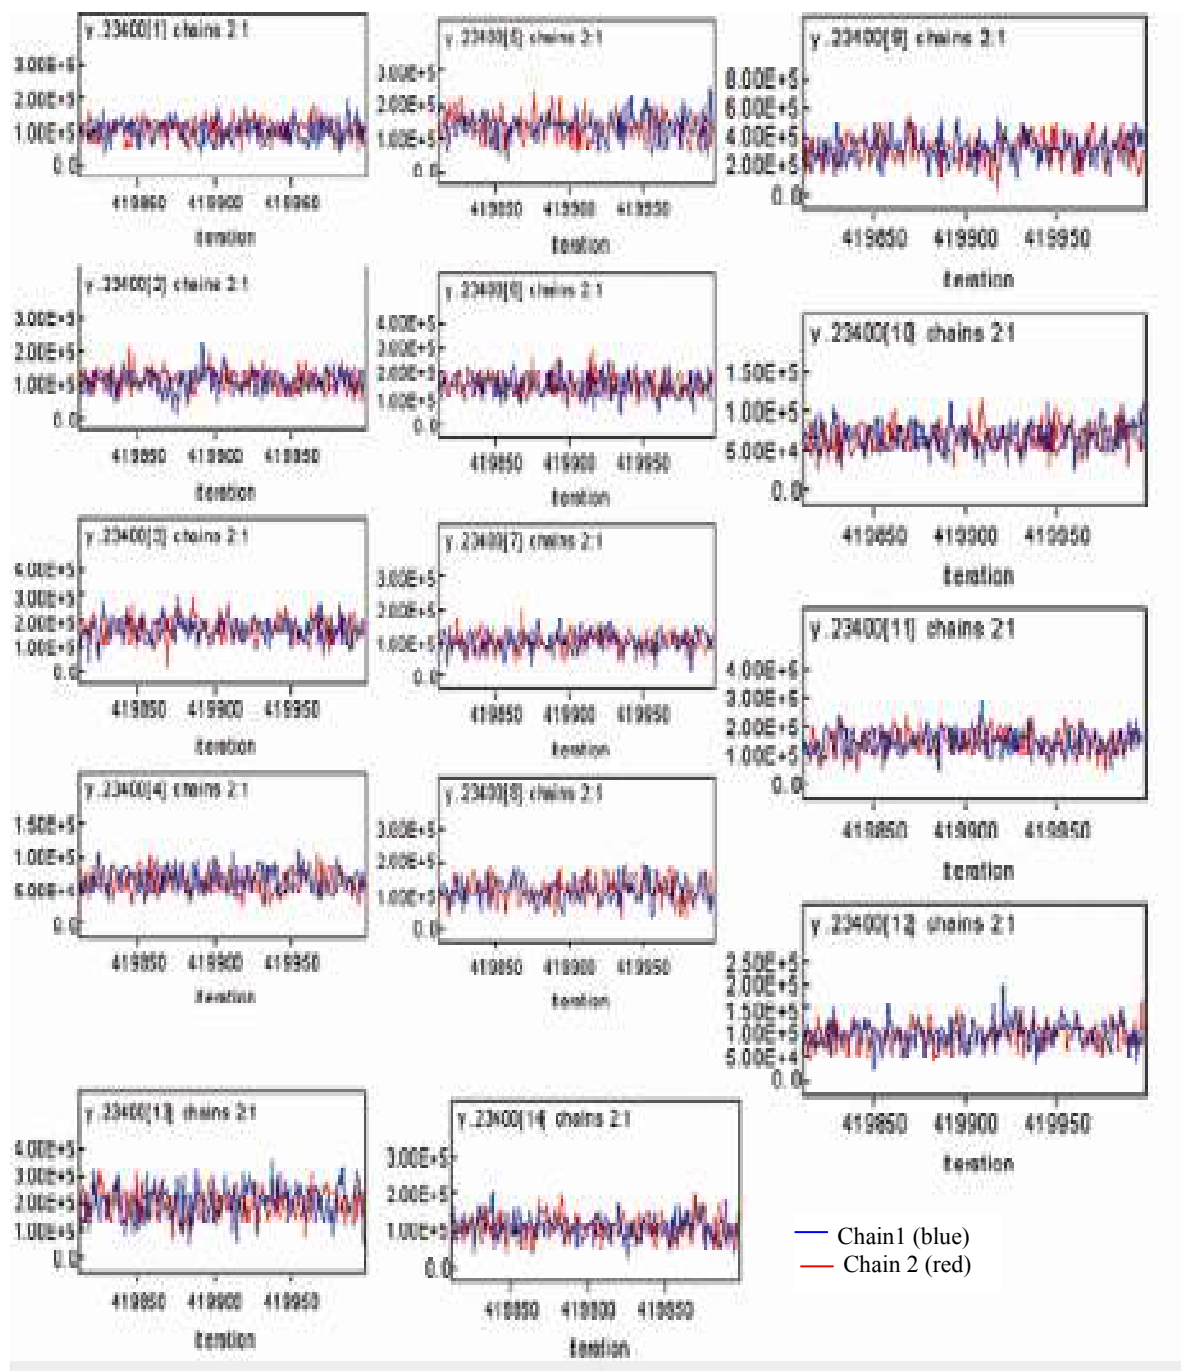 y.23400[1] chains 2:1
3.00E+5
2.00E+5
1.00E+5
0.0
419850 419900 419950
iteration
y.23400[2] chains 2:1
3.00E+5
2.00E+5
1.00E+5
0.0
419850 419900 419950
iteration
y.23400[3] chains 2:1
4.00E+5
3.00E+5
2.00E+5
1.00E+5
0.0
419850 419900 419950
iteration
y.23400[4] chains 2:1
1.50E+5
1.00E+5
5.00E+4
0.0
419850 419900 419950
iteration
y.23400[13] chains 2:1
4.00E+5
3.00E+5
2.00E+5
1.00E+5
0.0
419850 419900 419950
iteration
y.23400[5] chains 2:1
3.00E+5
2.00E+5
1.00E+5
0.0
419850 419900 419950
iteration
y.23400[6] chains 2:1
4.00E+5
3.00E+5
2.00E+5
1.00E+5
0.0
419850 419900 419950
iteration
y.23400[7] chains 2:1
3.00E+5
2.00E+5
1.00E+5
0.0
419850 419900 419950
iteration
y.23400[8] chains 2:1
3.00E+5
2.00E+5
1.00E+5
0.0
419850 419900 419950
iteration
y.23400[14] chains 2:1
3.00E+5
2.00E+5
1.00E+5
0.0
419850 419900 419950
iteration
y.23400[9] chains 2:1
8.00E+5
6.00E+5
4.00E+5
2.00E+5
0.0
419850 419900 419950
iteration
y.23400[10] chains 2:1
1.50E+5
1.00E+5
5.00E+4
0.0
419850 419900 419950
iteration
y.23400[11] chains 2:1
4.00E+5
3.00E+5
2.00E+5
1.00E+5
0.0
419850 419900 419950
iteration
y.23400[12] chains 2:1
2.50E+5
2.00E+5
1.50E+5
1.00E+5
5.00E+4
0.0
419850 419900 419950
iteration
Chain1 (blue)
Chain 2 (red)